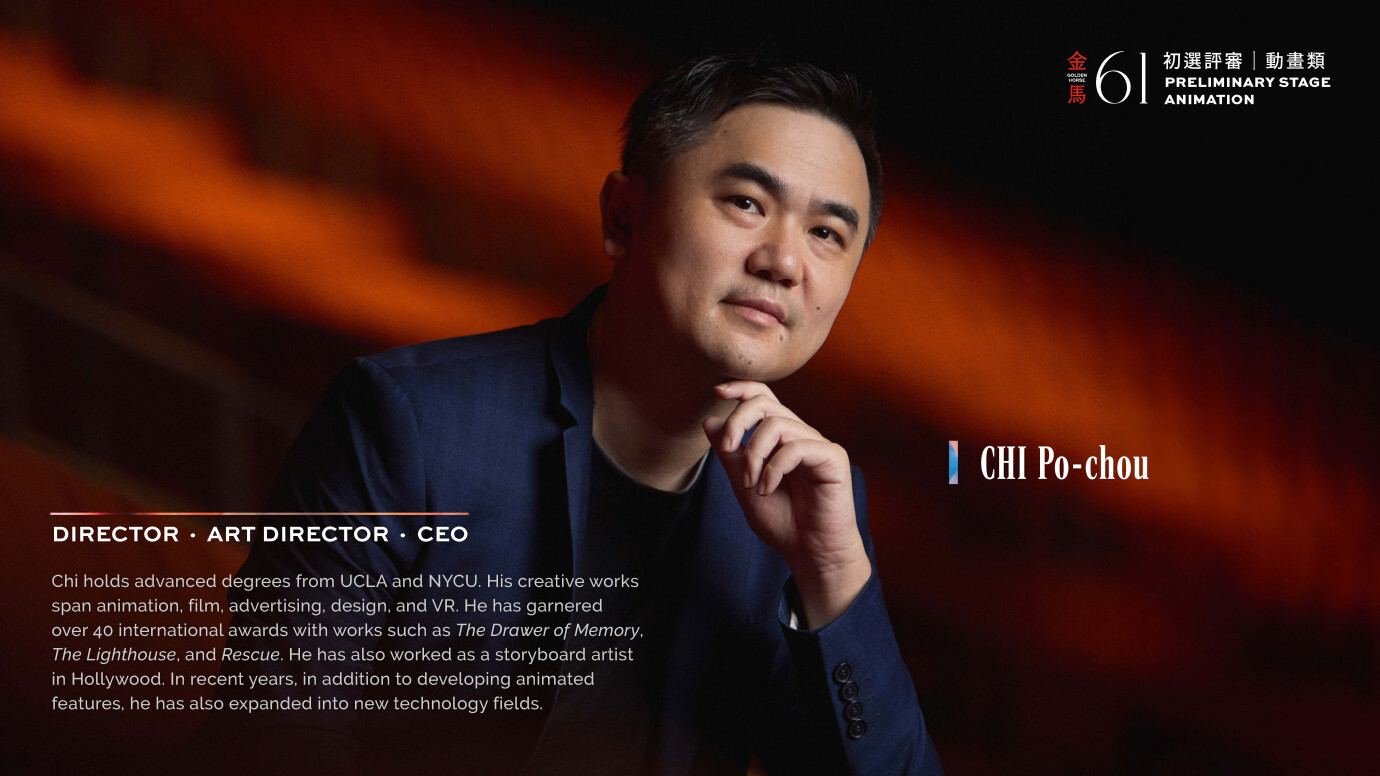 金馬
GOLDEN
HORSE
61
初選評審｜動畫類
PRELIMINARY STAGE
ANIMATION
CHI Po-chou
DIRECTOR · ART DIRECTOR · CEO
Chi holds advanced degrees from UCLA and NYCU. His creative works
span animation, film, advertising, design, and VR. He has garnered
over 40 international awards with works such as The Drawer of Memory,
The Lighthouse, and Rescue. He has also worked as a storyboard artist
in Hollywood. In recent years, in addition to developing animated
features, he has also expanded into new technology fields.